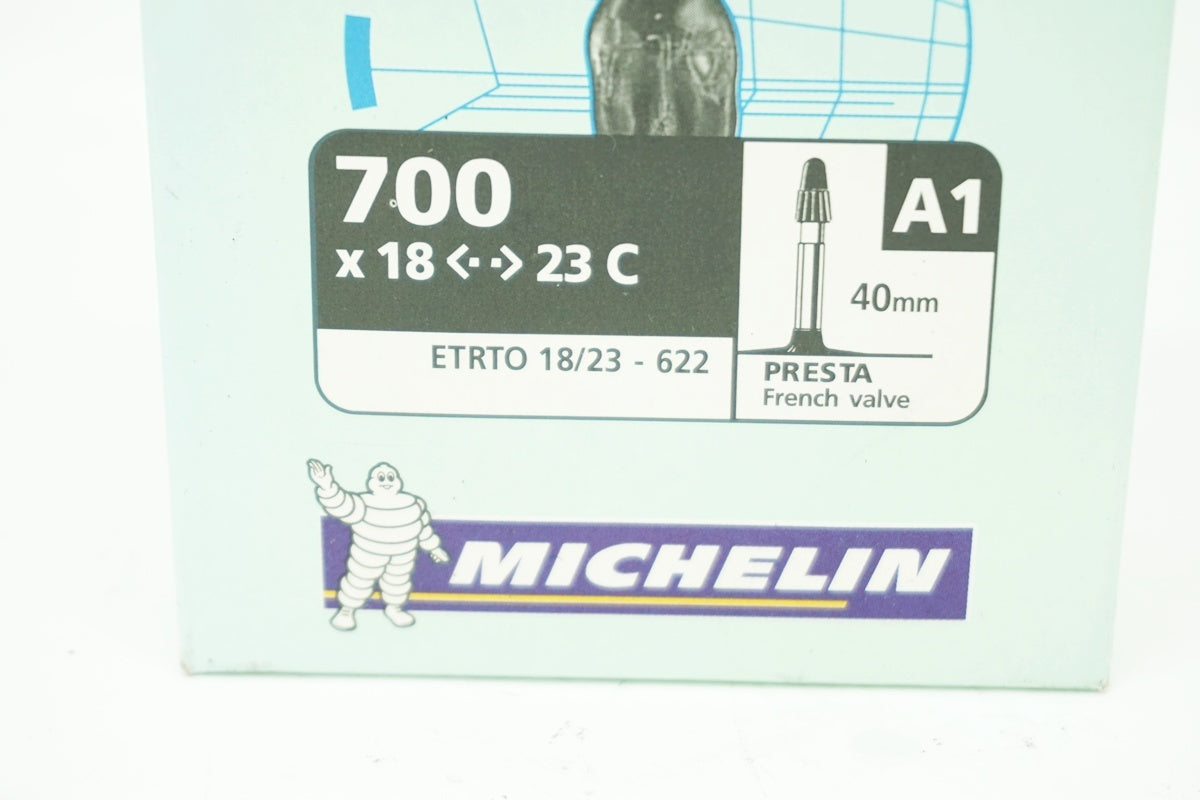 700
x 18 <··> 23 C
ETRTO 18/23 - 622
A1
40mm
PRESTA
French valve
MICHELIN